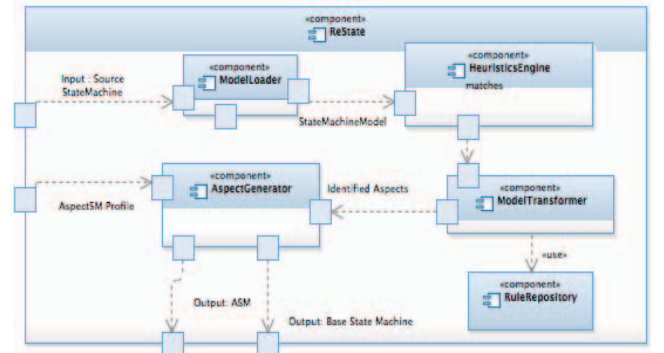 «component»
ReState
«component»
ModelLoader
«component»
HeuristicsEngine
matches
Input : Source
StateMachine
StateMachineModel
«component»
AspectGenerator
Identified Aspects
«component»
ModelTransformer
AspectSM Profile
«use»
«component»
RuleRepository
Output: ASM
Output: Base State Machine